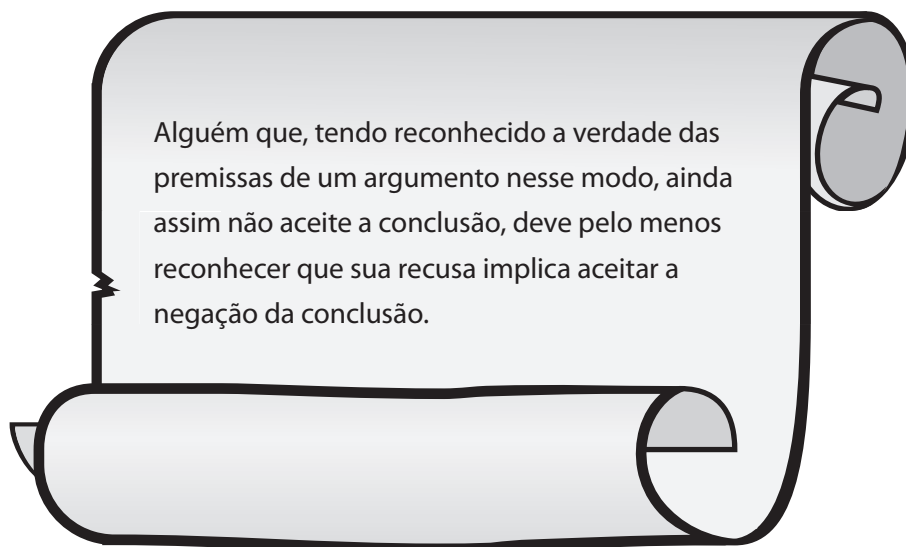 Alguém que, tendo reconhecido a verdade das
premissas de um argumento nesse modo, ainda
assim não aceite a conclusão, deve pelo menos
reconhecer que sua recusa implica aceitar a
negação da conclusão.